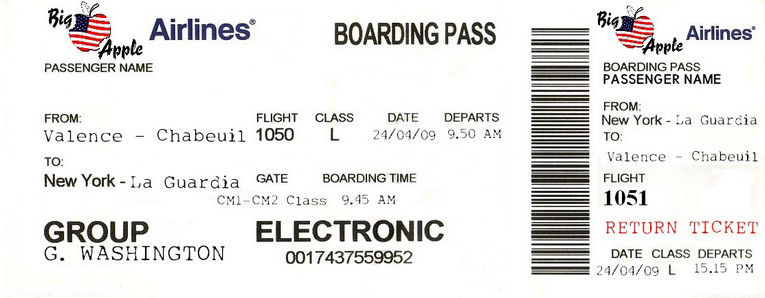 Big Apple Airlines®
BOARDING PASS
PASSENGER NAME
FROM: FLIGHT CLASS DATE DEPARTS
Valence - Chabeuil 1050 L 24/04/09 9.50 AM
TO:
New York - La Guardia GATE BOARDING TIME
CM1-CM2 Class 9.45 AM
GROUP ELECTRONIC
G. WASHINGTON 0017437559952
Big Apple Airlines®
BOARDING PASS
PASSENGER NAME
FROM:
New York - La Guardia
TO:
Valence - Chabeuil
FLIGHT
1051
RETURN TICKET
DATE CLASS DEPARTS
24/04/09 L 15.15 PM